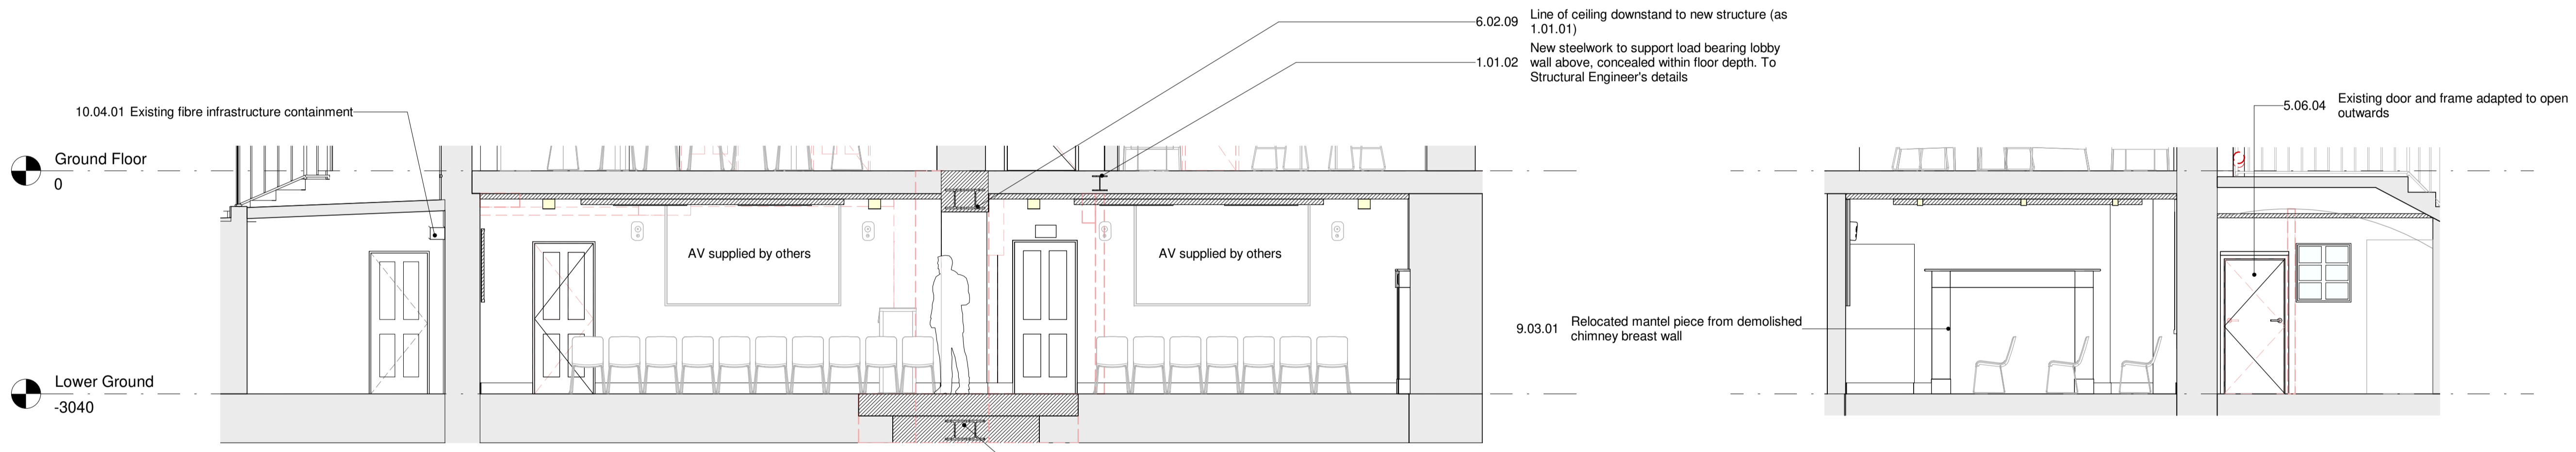 6.02.09 Line of ceiling downstand to new structure (as
1.01.01)
1.01.02 New steelwork to support load bearing lobby
wall above, concealed within floor depth. To
Structural Engineer's details
10.04.01 Existing fibre infrastructure containment
5.06.04 Existing door and frame adapted to open
outwards
Ground Floor
0
AV supplied by others
AV supplied by others
9.03.01 Relocated mantel piece from demolished
chimney breast wall
Lower Ground
-3040